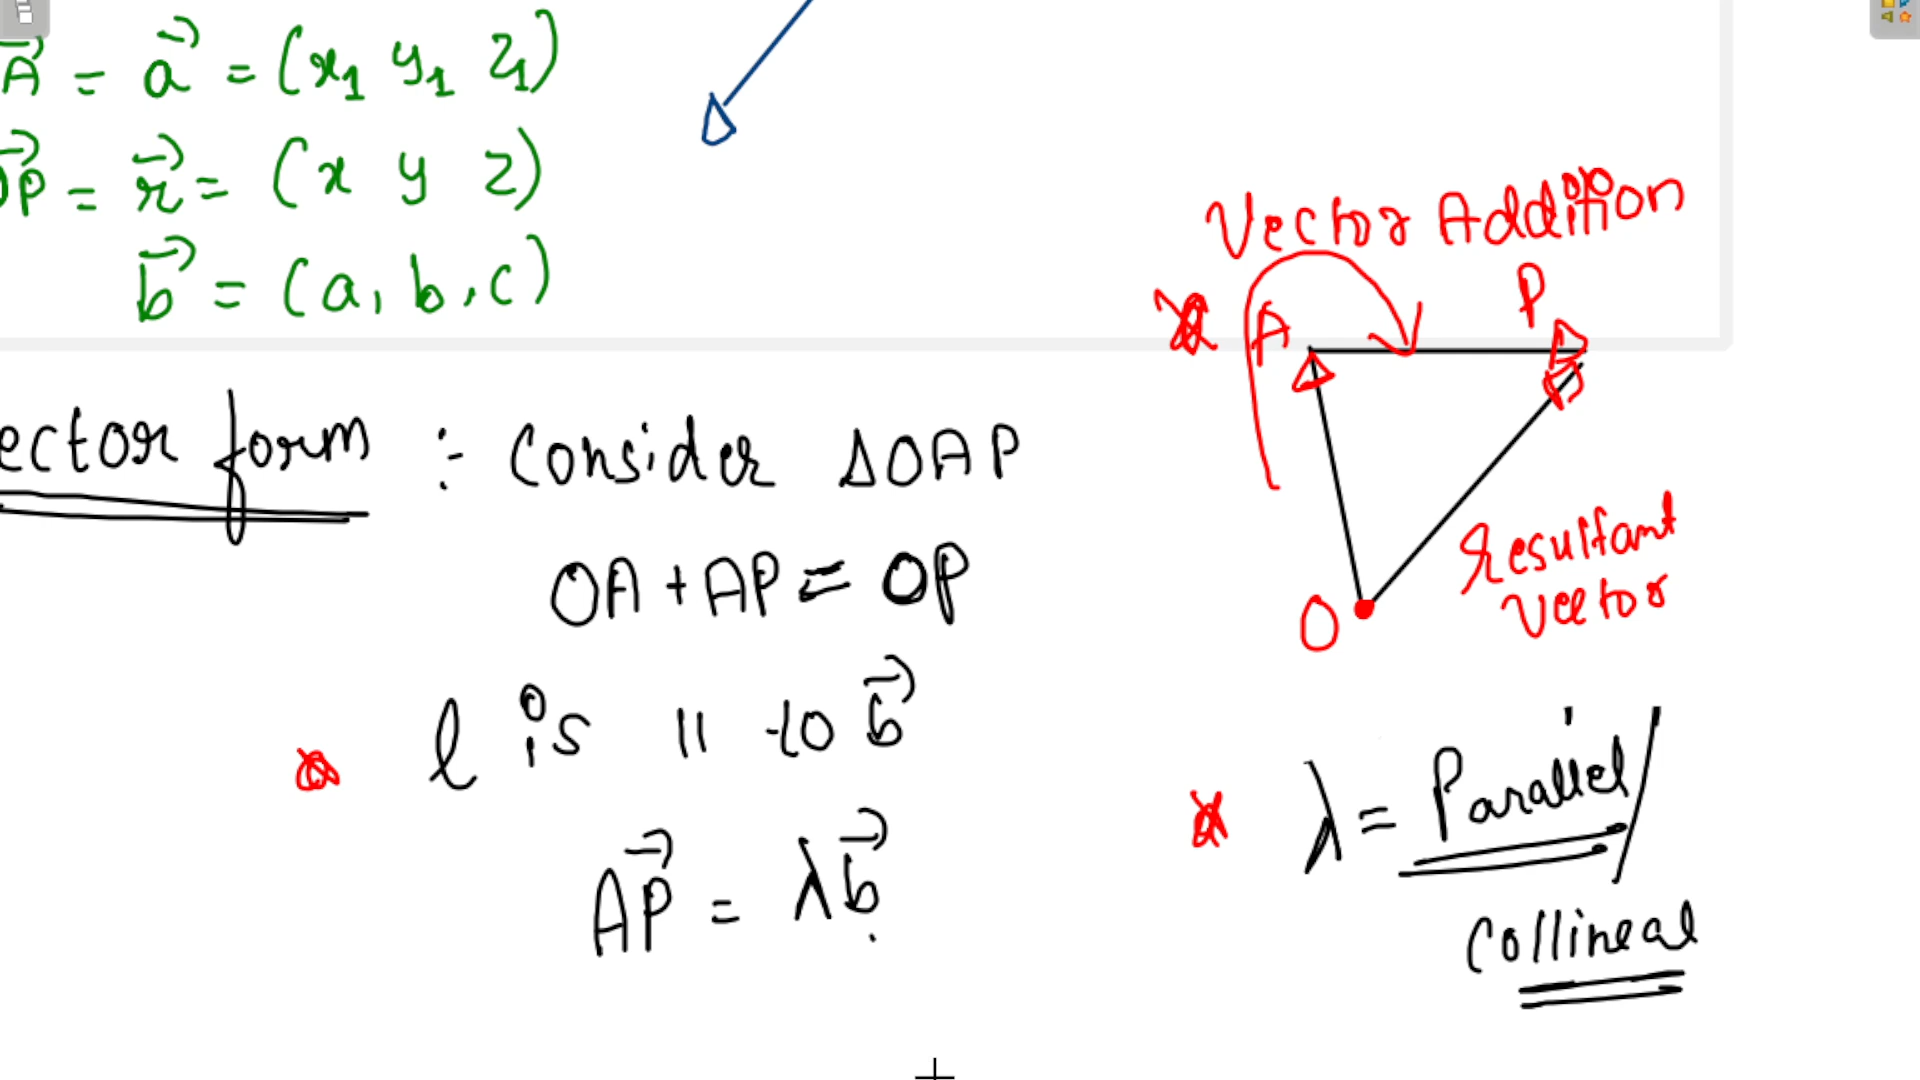 A⃗ = a⃗ = (x₁ y₁ z₁)
OP⃗ = r⃗ = (x y z)
b⃗ = (a, b, c)
Vector Addition
A
P
O
Resultant
Vector
ector form : Consider ΔOAP
OA + AP = OP
l is || to b⃗
AP⃗ = λb⃗
λ = Parallel/
Collineal